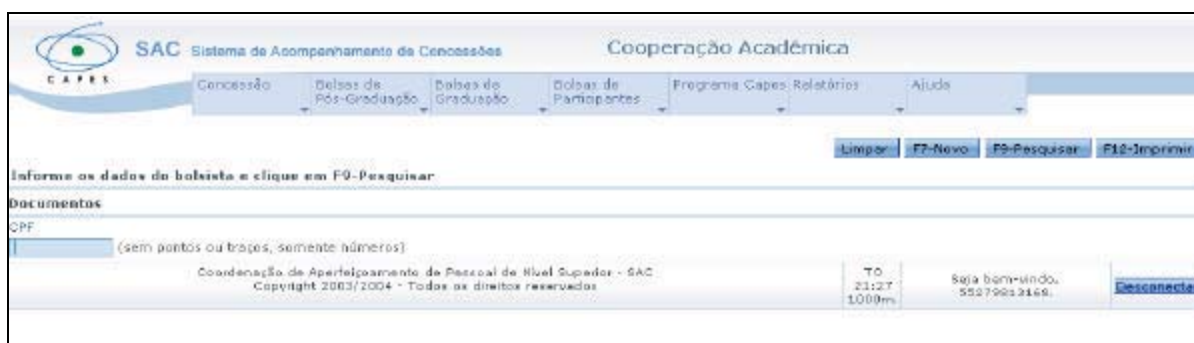 CAPES
SAC Sistema de Acompanhamento de Concessões
Cooperação Académica
Concessão
Bolsas de Pós-Graduação
Bolsas de Graduação
Bolsas de Participantes
Programa Capes
Relatórios
Ajuda
Limpar F7-Novo F9-Pesquisar F12-Imprimir
Informe os dados do bolsista e clique em F9-Pesquisar
Documentos
CPF
(sem pontos ou traços, somente números)
Coordenação de Aperfeiçoamento de Pessoal de Nível Superior - SAC
Copyright 2003/2004 - Todos os direitos reservados
TO
21:27
1000m
Seja bem-vindo,
Desconecta